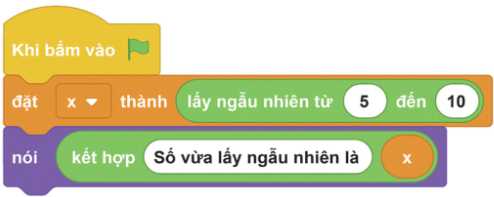 Khi bấm vào
đặt x thành lấy ngẫu nhiên từ 5 đến 10
nói kết hợp Số vừa lấy ngẫu nhiên là x